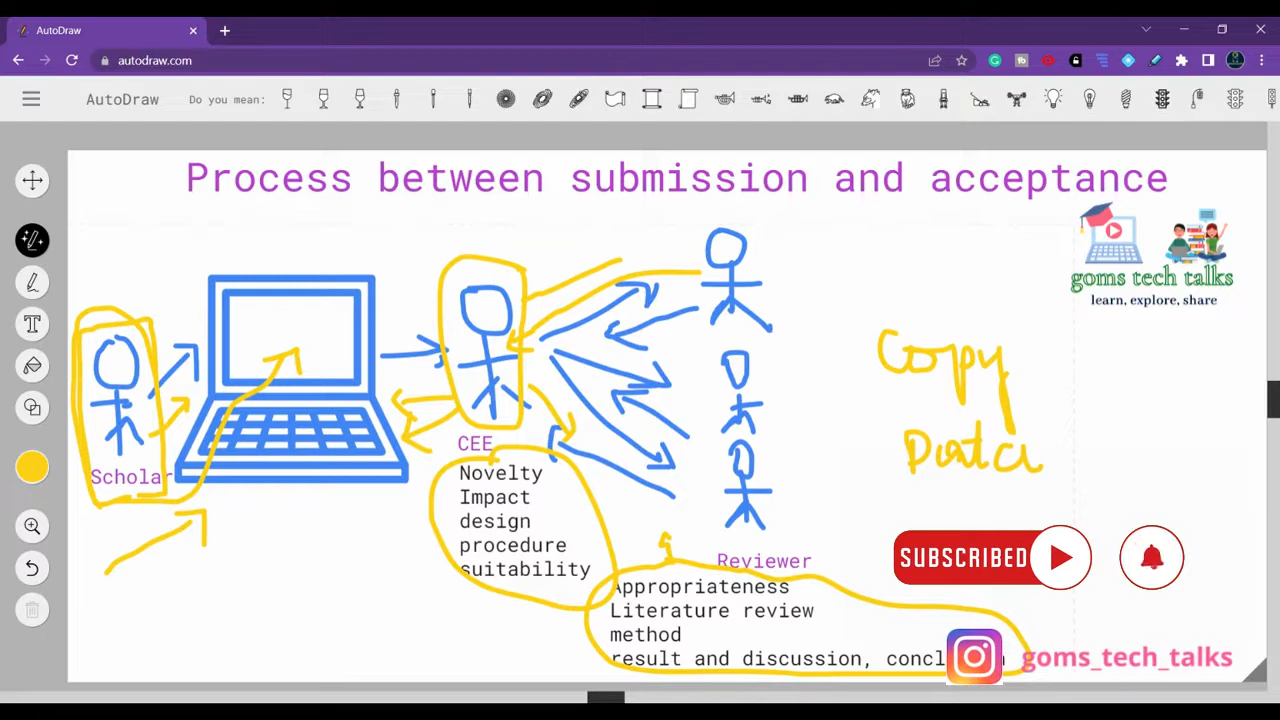 AutoDraw
autodraw.com
AutoDraw
Do you mean:
Process between submission and acceptance
goms tech talks
learn, explore, share
Copy
Data
CEE
Scholar
Novelty
Impact
design
procedure
suitability
Reviewer
Appropriateness
Literature review
method
result and discussion,
SUBSCRIBED
goms_tech_talks